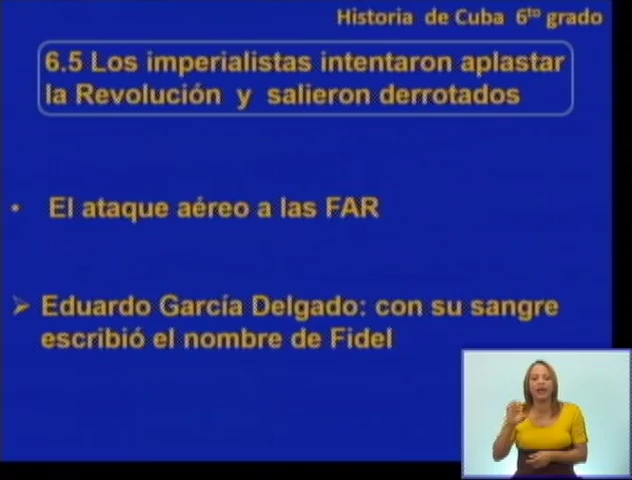 Historia de Cuba 6to grado
6.5 Los imperialistas intentaron aplastar
la Revolución y salieron derrotados
• El ataque aéreo a las FAR
➢ Eduardo García Delgado: con su sangre
escribió el nombre de Fidel